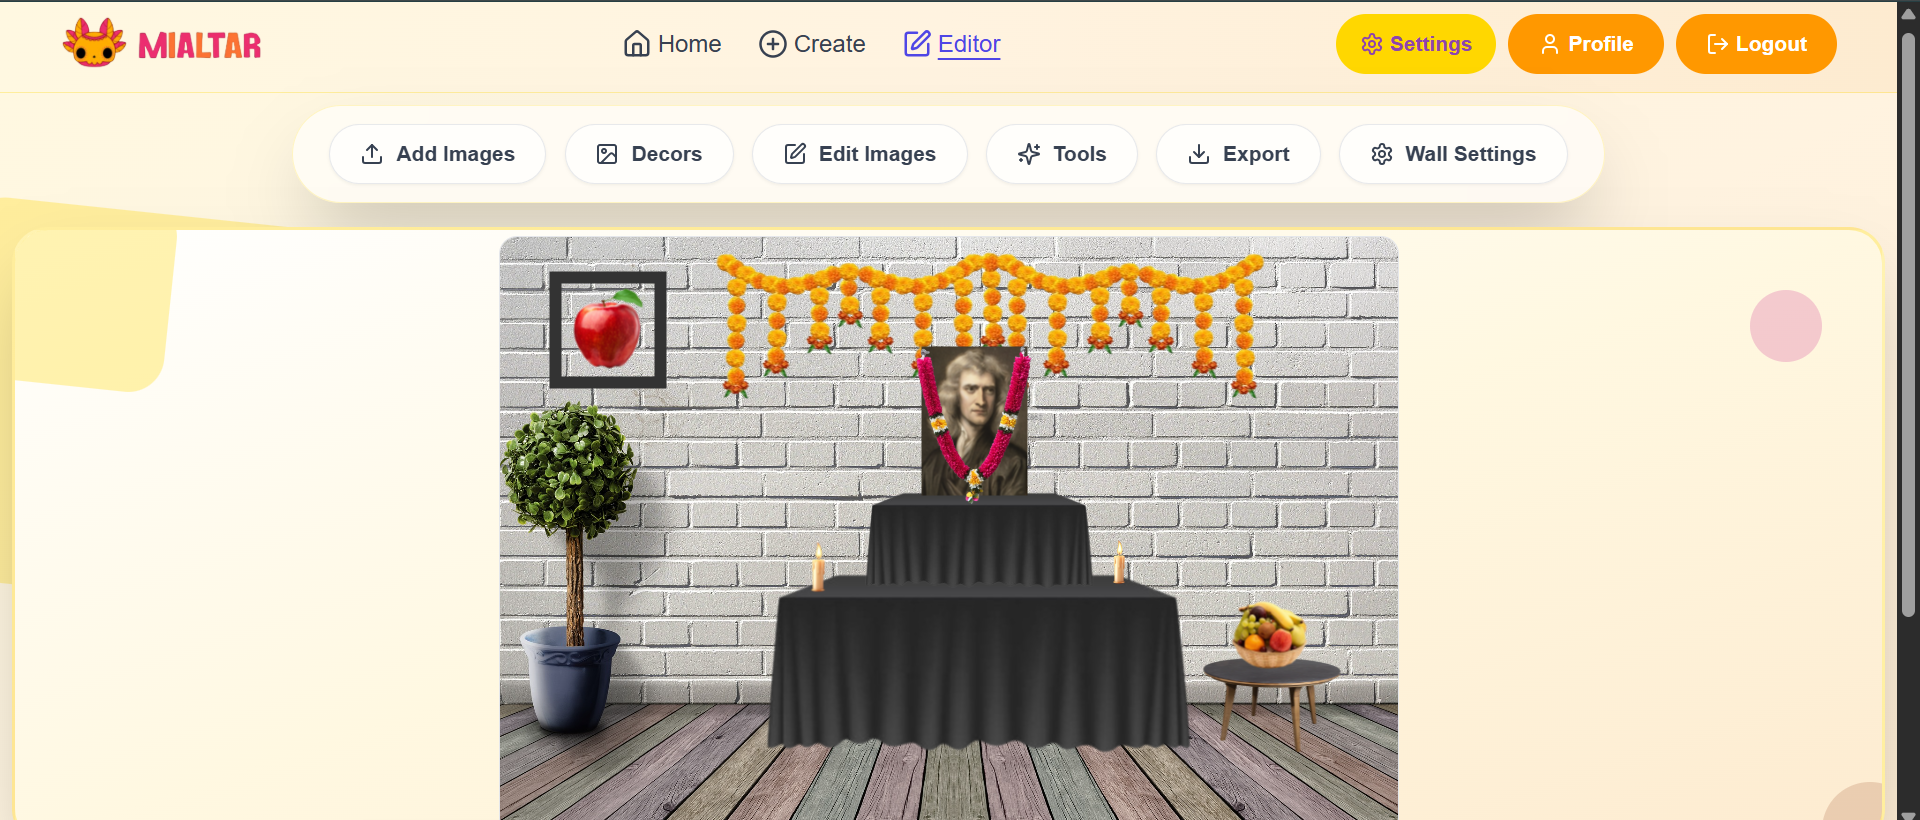 MIALTAR
Home
Create
Editor
Settings
Profile
Logout
Add Images
Decors
Edit Images
Tools
Export
Wall Settings